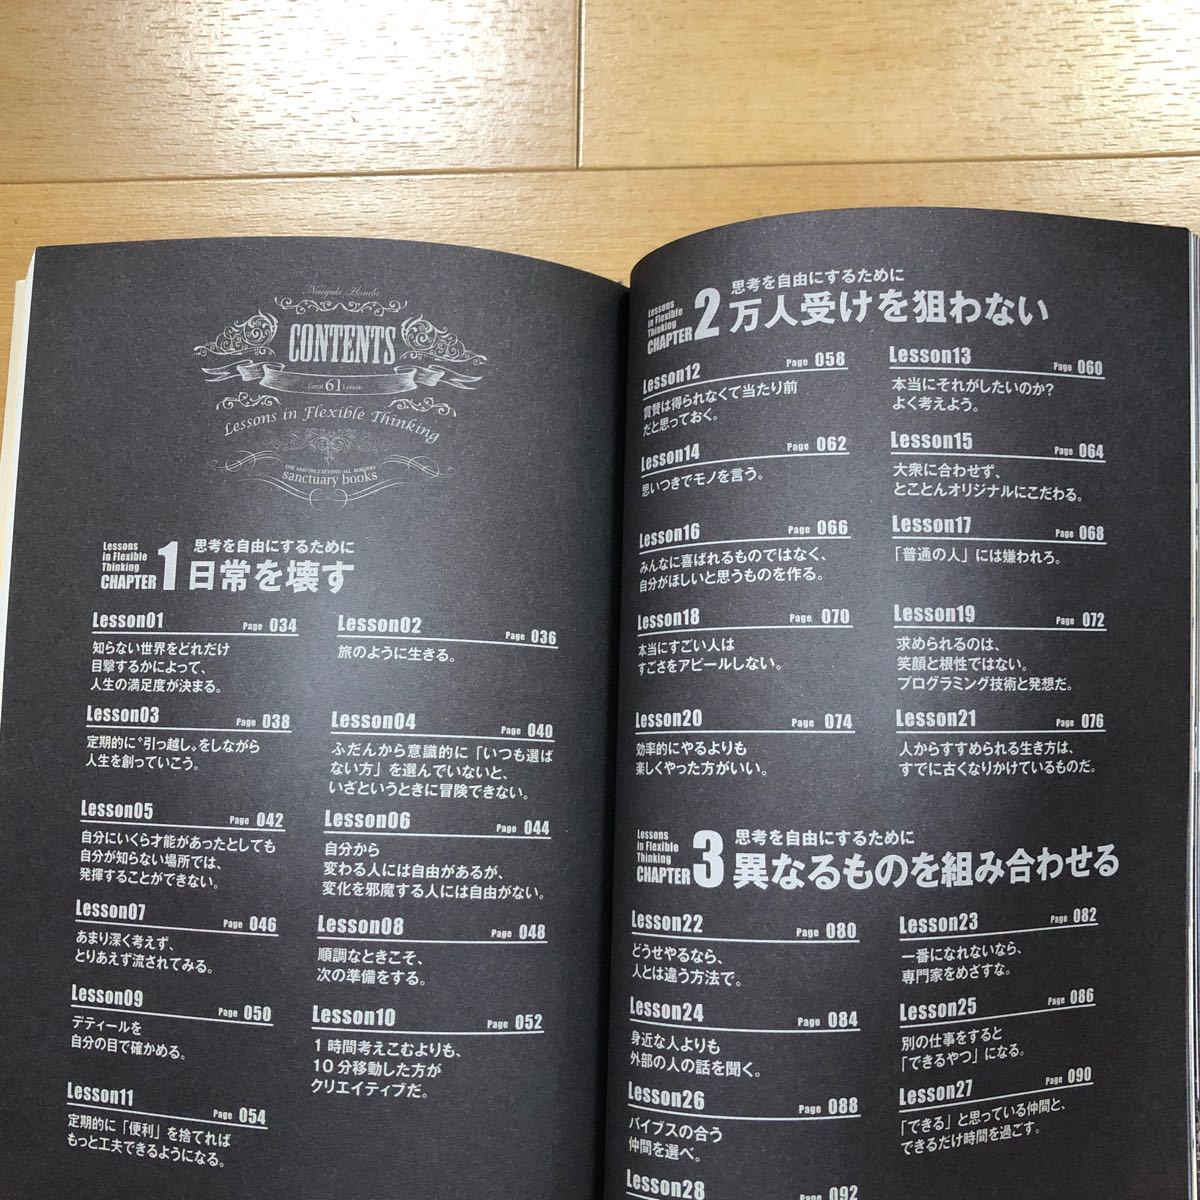 Naoyuki Honda
CONTENTS
Great 61 Lesson
Lessons in Flexible Thinking
ONE AND ONLY BEYOND ALL BORDERS
sanctuary books
Lessons
in Flexible
Thinking
CHAPTER 1
思考を自由にするために
日常を壊す
Lesson01 Page 034
知らない世界をどれだけ
目撃するかによって、
人生の満足度が決まる。
Lesson02 Page 036
旅のように生きる。
Lesson03 Page 038
定期的に“引っ越し„をしながら
人生を創っていこう。
Lesson04 Page 040
ふだんから意識的に「いつも選ば
ない方」を選んでいないと、
いざというときに冒険できない。
Lesson05 Page 042
自分にいくら才能があったとしても
自分が知らない場所では、
発揮することができない。
Lesson06 Page 044
自分から
変わる人には自由があるが、
変化を邪魔する人には自由がない。
Lesson07 Page 046
あまり深く考えず、
とりあえず流されてみる。
Lesson08 Page 048
順調なときこそ、
次の準備をする。
Lesson09 Page 050
デティールを
自分の目で確かめる。
Lesson10 Page 052
1時間考えこむよりも、
10分移動した方が
クリエイティブだ。
Lesson11 Page 054
定期的に「便利」を捨てれば
もっと工夫できるようになる。
Lessons
in Flexible
Thinking
CHAPTER 2
思考を自由にするために
万人受けを狙わない
Lesson12 Page 058
賞賛は得られなくて当たり前
だと思っておく。
Lesson13 Page 060
本当にそれがしたいのか?
よく考えよう。
Lesson14 Page 062
思いつきでモノを言う。
Lesson15 Page 064
大衆に合わせず、
とことんオリジナルにこだわる。
Lesson16 Page 066
みんなに喜ばれるものではなく、
自分がほしいと思うものを作る。
Lesson17 Page 068
「普通の人」には嫌われろ。
Lesson18 Page 070
本当にすごい人は
すごさをアピールしない。
Lesson19 Page 072
求められるのは、
笑顔と根性ではない。
プログラミング技術と発想だ。
Lesson20 Page 074
効率的にやるよりも
楽しくやった方がいい。
Lesson21 Page 076
人からすすめられる生き方は、
すでに古くなりかけているものだ。
Lessons
in Flexible
Thinking
CHAPTER 3
思考を自由にするために
異なるものを組み合わせる
Lesson22 Page 080
どうせやるなら、
人とは違う方法で。
Lesson23 Page 082
一番になれないなら、
専門家をめざすな。
Lesson24 Page 084
身近な人よりも
外部の人の話を聞く。
Lesson25 Page 086
別の仕事をすると
「できるやつ」になる。
Lesson26 Page 088
バイブスの合う
仲間を選べ。
Lesson27 Page 090
「できる」と思っている仲間と、
できるだけ時間を過ごす。
Lesson28 Page 092